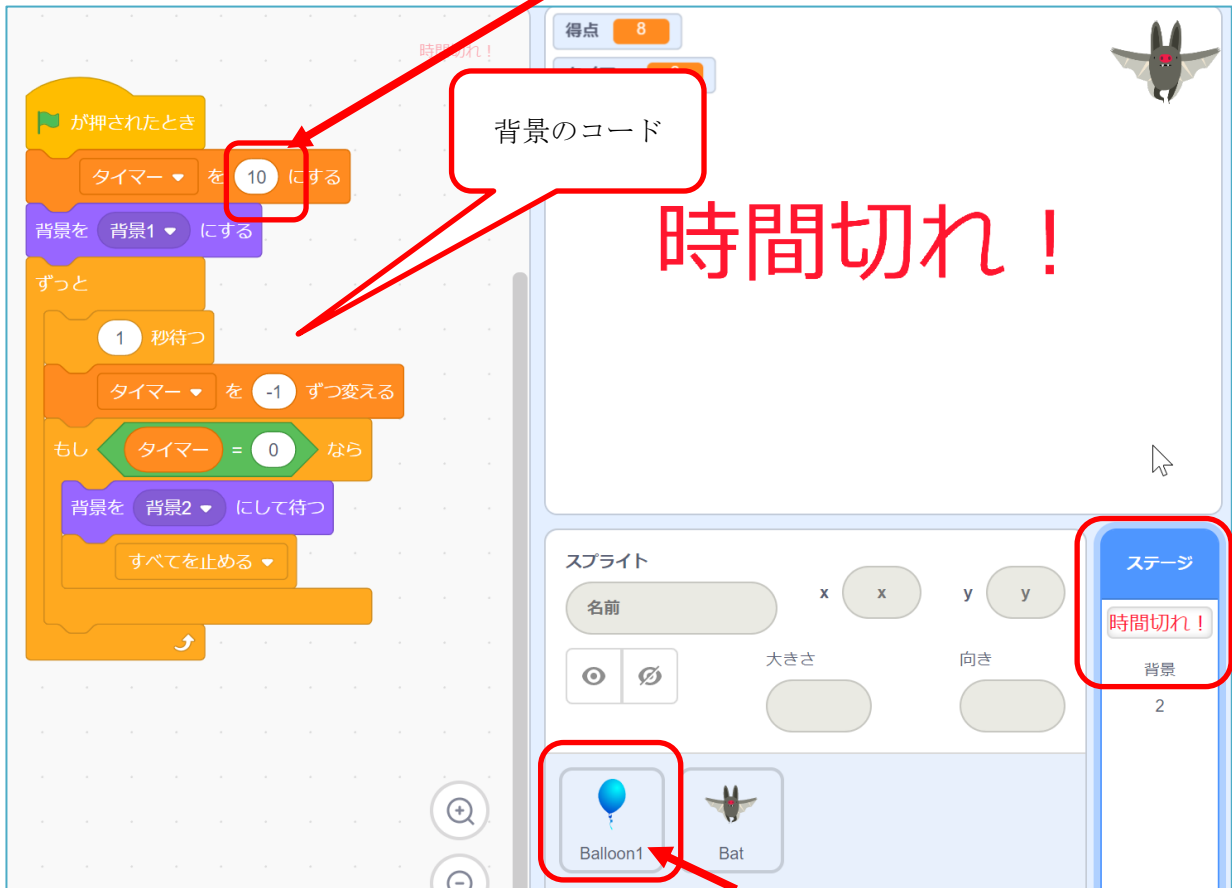 時間切れ！
が押されたとき
タイマー を 10 にする
背景を 背景1 にする
ずっと
1 秒待つ
タイマー を -1 ずつ変える
もし タイマー = 0 なら
背景を 背景2 にして待つ
すべてを止める
背景のコード
得点 8
時間切れ！
スプライト
名前
x x y y
大きさ 向き
Balloon1
Bat
ステージ
時間切れ！
背景
2